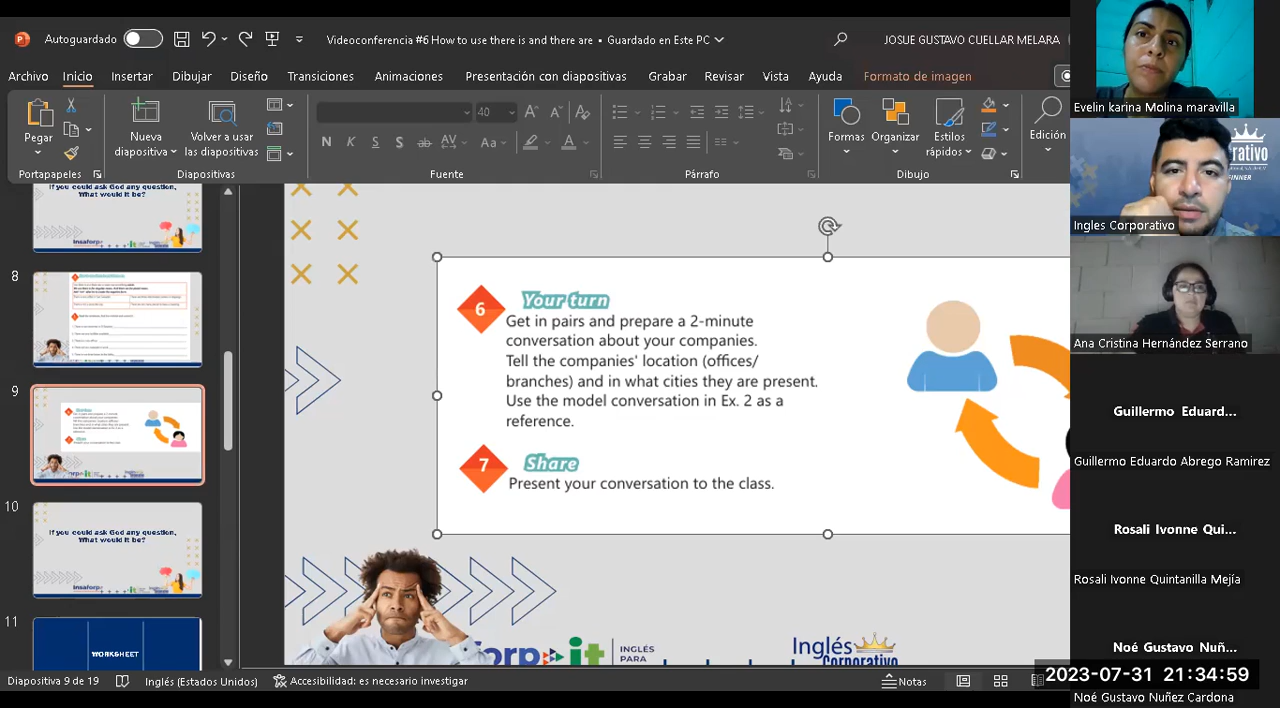 Autoguardado
Videoconferencia #6 How to use there is and there are • Guardado en Este PC
JOSUE GUSTAVO CUELLAR MELARA
Archivo Inicio Insertar Dibujar Diseño Transiciones Animaciones Presentación con diapositivas Grabar Revisar Vista Ayuda Formato de imagen
Pegar
Nueva diapositiva
Volver a usar las diapositivas
40
N K S S ab AV Aa A
Formas
Organizar
Estilos rápidos
Edición
Portapapeles
Diapositivas
Fuente
Párrafo
Dibujo
If you could ask God any question,
What would it be?
8
9
10
If you could ask God any question,
What would it be?
Insaforp
11
WORKSHEET
6 Your turn
Get in pairs and prepare a 2-minute
conversation about your companies.
Tell the companies' location (offices/
branches) and in what cities they are present.
Use the model conversation in Ex. 2 as a
reference.
7 Share
Present your conversation to the class.
INGLÉS
PARA
Inglés
Corporativo
Diapositiva 9 de 19
Inglés (Estados Unidos)
Accesibilidad: es necesario investigar
Notas
Evelin karina Molina maravilla
Ingles Corporativo
Ana Cristina Hernández Serrano
Guillermo Eduard...
Guillermo Eduardo Abrego Ramirez
Rosali Ivonne Qui...
Rosali Ivonne Quintanilla Mejía
Noé Gustavo Nuñ...
2023-07-31 21:34:59
Noé Gustavo Nuñez Cardona